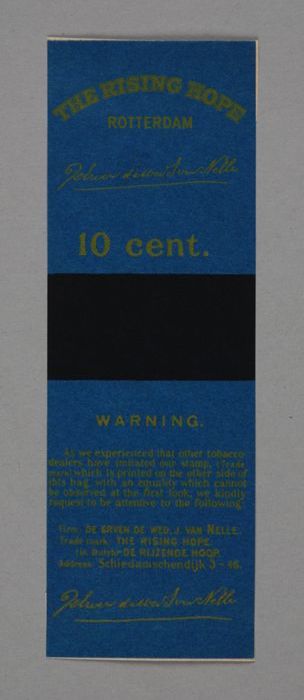 THE RISING HOPE
ROTTERDAM
10 cent.
WARNING.
As we experienced that other tobacco-
dealers have imitated our stamp, (Trade
mark) which is printed on the other side of
this bag, with an equality which cannot
be observed at the first look; we kindly
request to be attentive to the following:
Firm: DE ERVEN DE WED. J. VAN NELLE.
Trade mark: THE RISING HOPE.
(in Dutch) DE RIJZENDE HOOP.
Address: Schiedamschendijk 3-46.